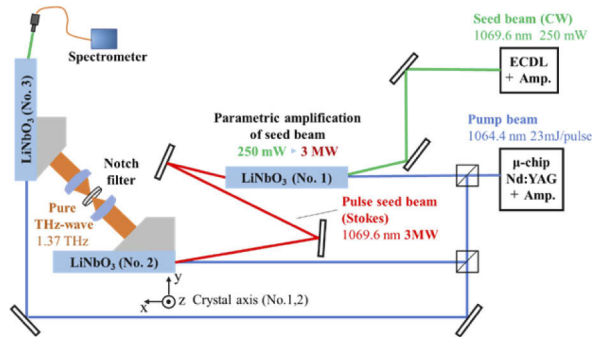 Seed beam (CW)
1069.6 nm 250 mW
ECDL
+ Amp.
Spectrometer
LiNbO₃ (No. 3)
Parametric amplification
of seed beam
250 mW ▸ 3 MW
Pump beam
1064.4 nm 23mJ/pulse
μ-chip
Nd:YAG
+ Amp.
Notch
filter
LiNbO₃ (No. 1)
Pure
THz-wave
1.37 THz
Pulse seed beam
(Stokes)
1069.6 nm 3MW
LiNbO₃ (No. 2)
y
x
z Crystal axis (No.1,2)